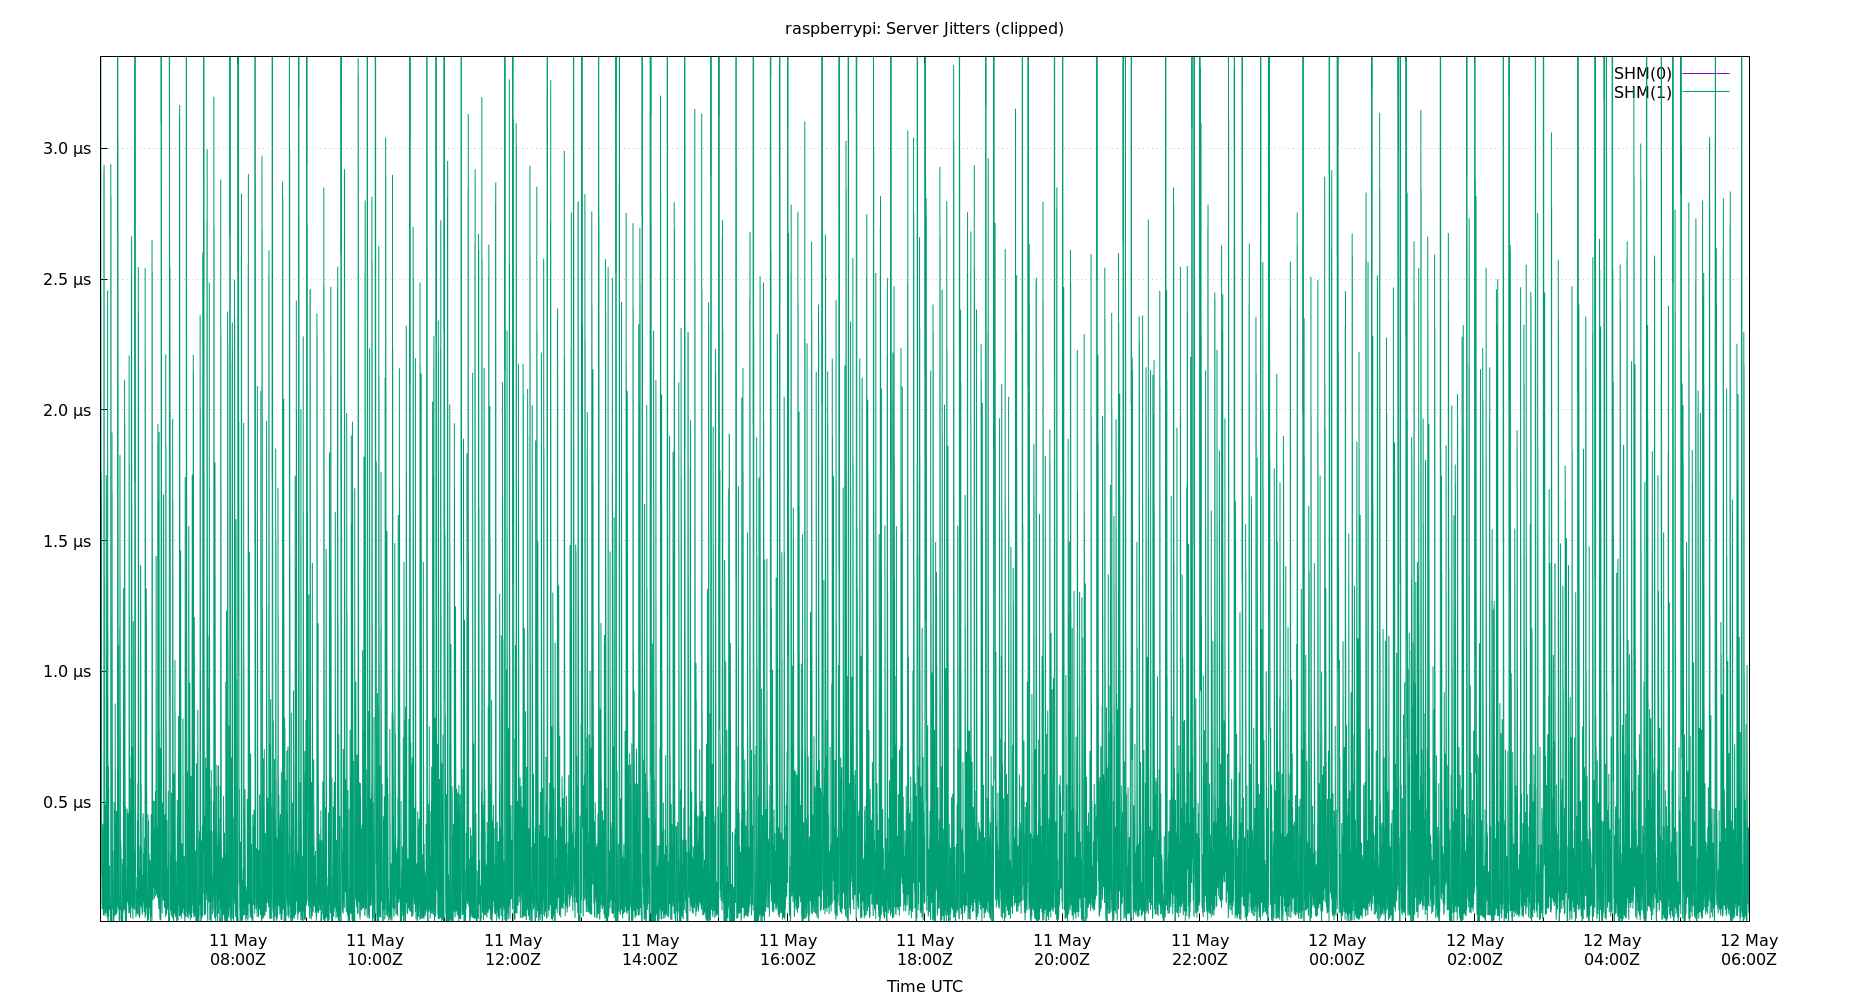 raspberrypi: Server Jitters (clipped)
SHM(0)
SHM(1)
3.0 µs
2.5 µs
2.0 µs
1.5 µs
1.0 µs
0.5 µs
11 May 11 May 11 May 11 May 11 May 11 May 11 May 11 May 12 May 12 May 12 May 12 May
08:00Z 10:00Z 12:00Z 14:00Z 16:00Z 18:00Z 20:00Z 22:00Z 00:00Z 02:00Z 04:00Z 06:00Z
Time UTC